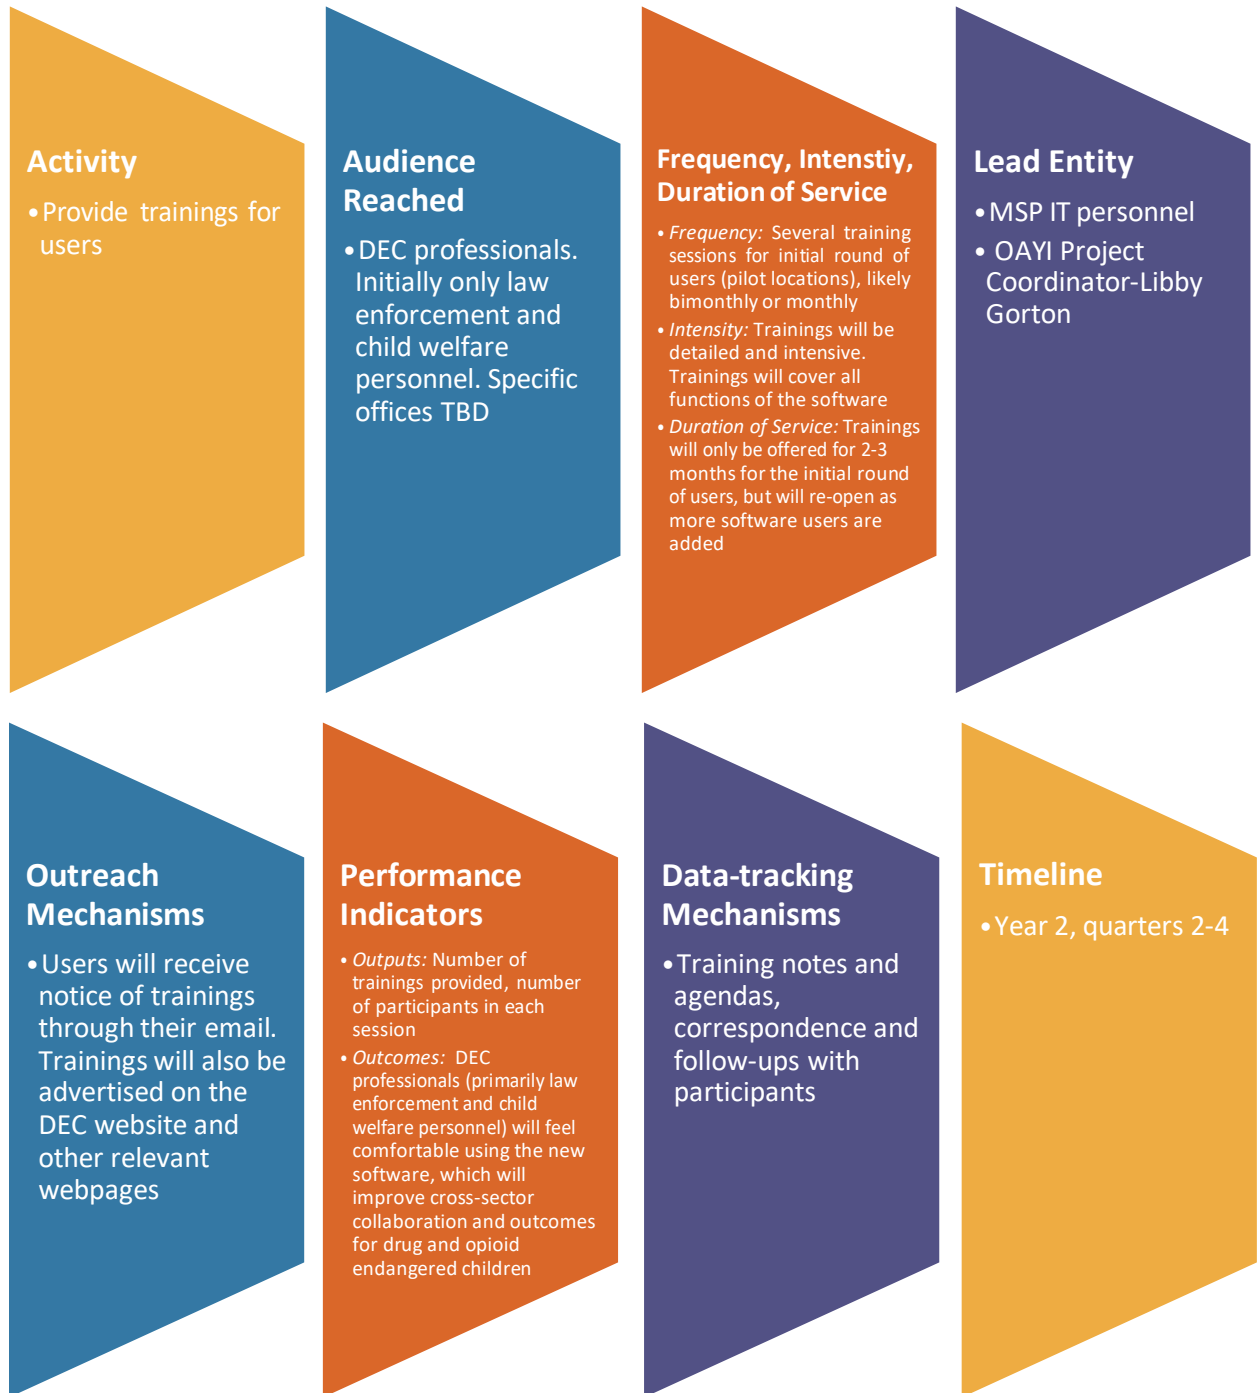 Activity
•Provide trainings for
users
Audience
Reached
•DEC professionals.
Initially only law
enforcement and
child welfare
personnel. Specific
offices TBD
Frequency, Intenstiy,
Duration of Service
• Frequency: Several training
sessions for initial round of
users (pilot locations), likely
bimonthly or monthly
• Intensity: Trainings will be
detailed and intensive.
Trainings will cover all
functions of the software
• Duration of Service: Trainings
will only be offered for 2-3
months for the initial round
of users, but will re-open as
more software users are
added
Lead Entity
•MSP IT personnel
• OAYI Project
Coordinator-Libby
Gorton
Outreach
Mechanisms
•Users will receive
notice of trainings
through their email.
Trainings will also be
advertised on the
DEC website and
other relevant
webpages
Performance
Indicators
• Outputs: Number of
trainings provided, number
of participants in each
session
• Outcomes: DEC
professionals (primarily law
enforcement and child
welfare personnel) will feel
comfortable using the new
software, which will
improve cross-sector
collaboration and outcomes
for drug and opioid
endangered children
Data-tracking
Mechanisms
•Training notes and
agendas,
correspondence and
follow-ups with
participants
Timeline
•Year 2, quarters 2-4